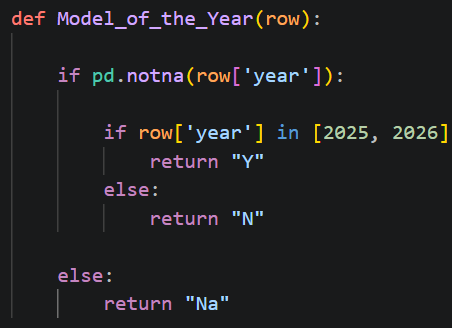 def Model_of_the_Year(row):
if pd.notna(row['year']):
if row['year'] in [2025, 2026]
return "Y"
else:
return "N"
else:
return "Na"